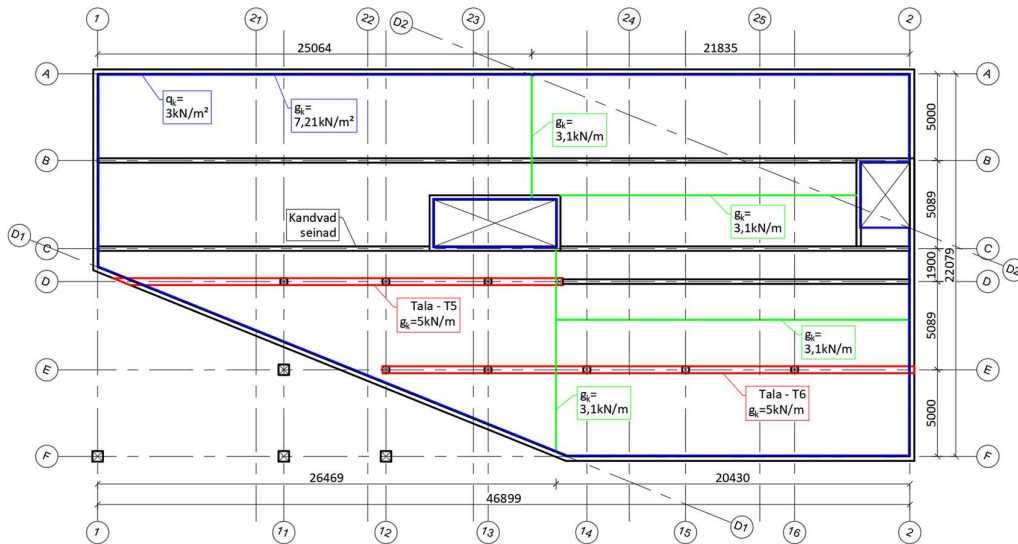 1 21 22 23 24 25 2
D2
25064 21835
A A
qₖ=
3kN/m²
gₖ=
7,21kN/m²
gₖ=
3,1kN/m
5000
B B
gₖ=
3,1kN/m
5089
Kandvad
seinad
D1
C C
1900
22079
D2
D D
Tala - T5
gₖ=5kN/m
gₖ=
3,1kN/m
5089
E E
Tala - T6
gₖ=5kN/m
gₖ=
3,1kN/m
5000
F F
26469 20430
46899
D1
1 11 12 13 14 15 16 2